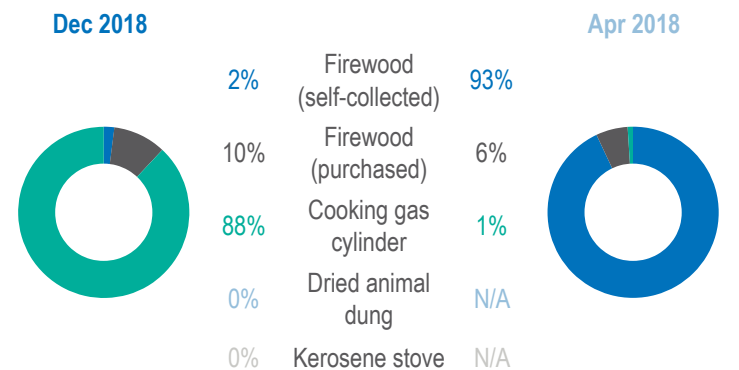 Dec 2018
Apr 2018
2%
Firewood
(self-collected)
93%
10%
Firewood
(purchased)
6%
88%
Cooking gas
cylinder
1%
0%
Dried animal
dung
N/A
0%
Kerosene stove
N/A